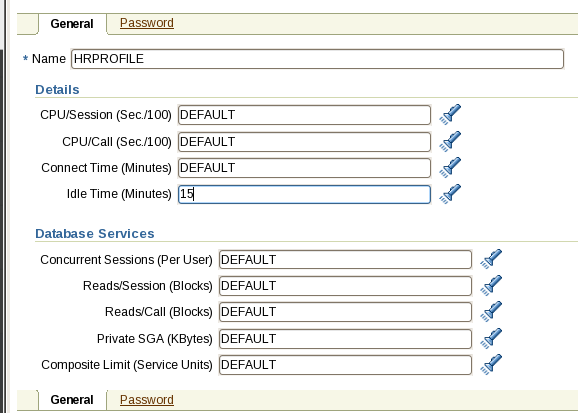 General Password
* Name HRPROFILE
Details
CPU/Session (Sec./100) DEFAULT
CPU/Call (Sec./100) DEFAULT
Connect Time (Minutes) DEFAULT
Idle Time (Minutes) 15
Database Services
Concurrent Sessions (Per User) DEFAULT
Reads/Session (Blocks) DEFAULT
Reads/Call (Blocks) DEFAULT
Private SGA (KBytes) DEFAULT
Composite Limit (Service Units) DEFAULT
General Password